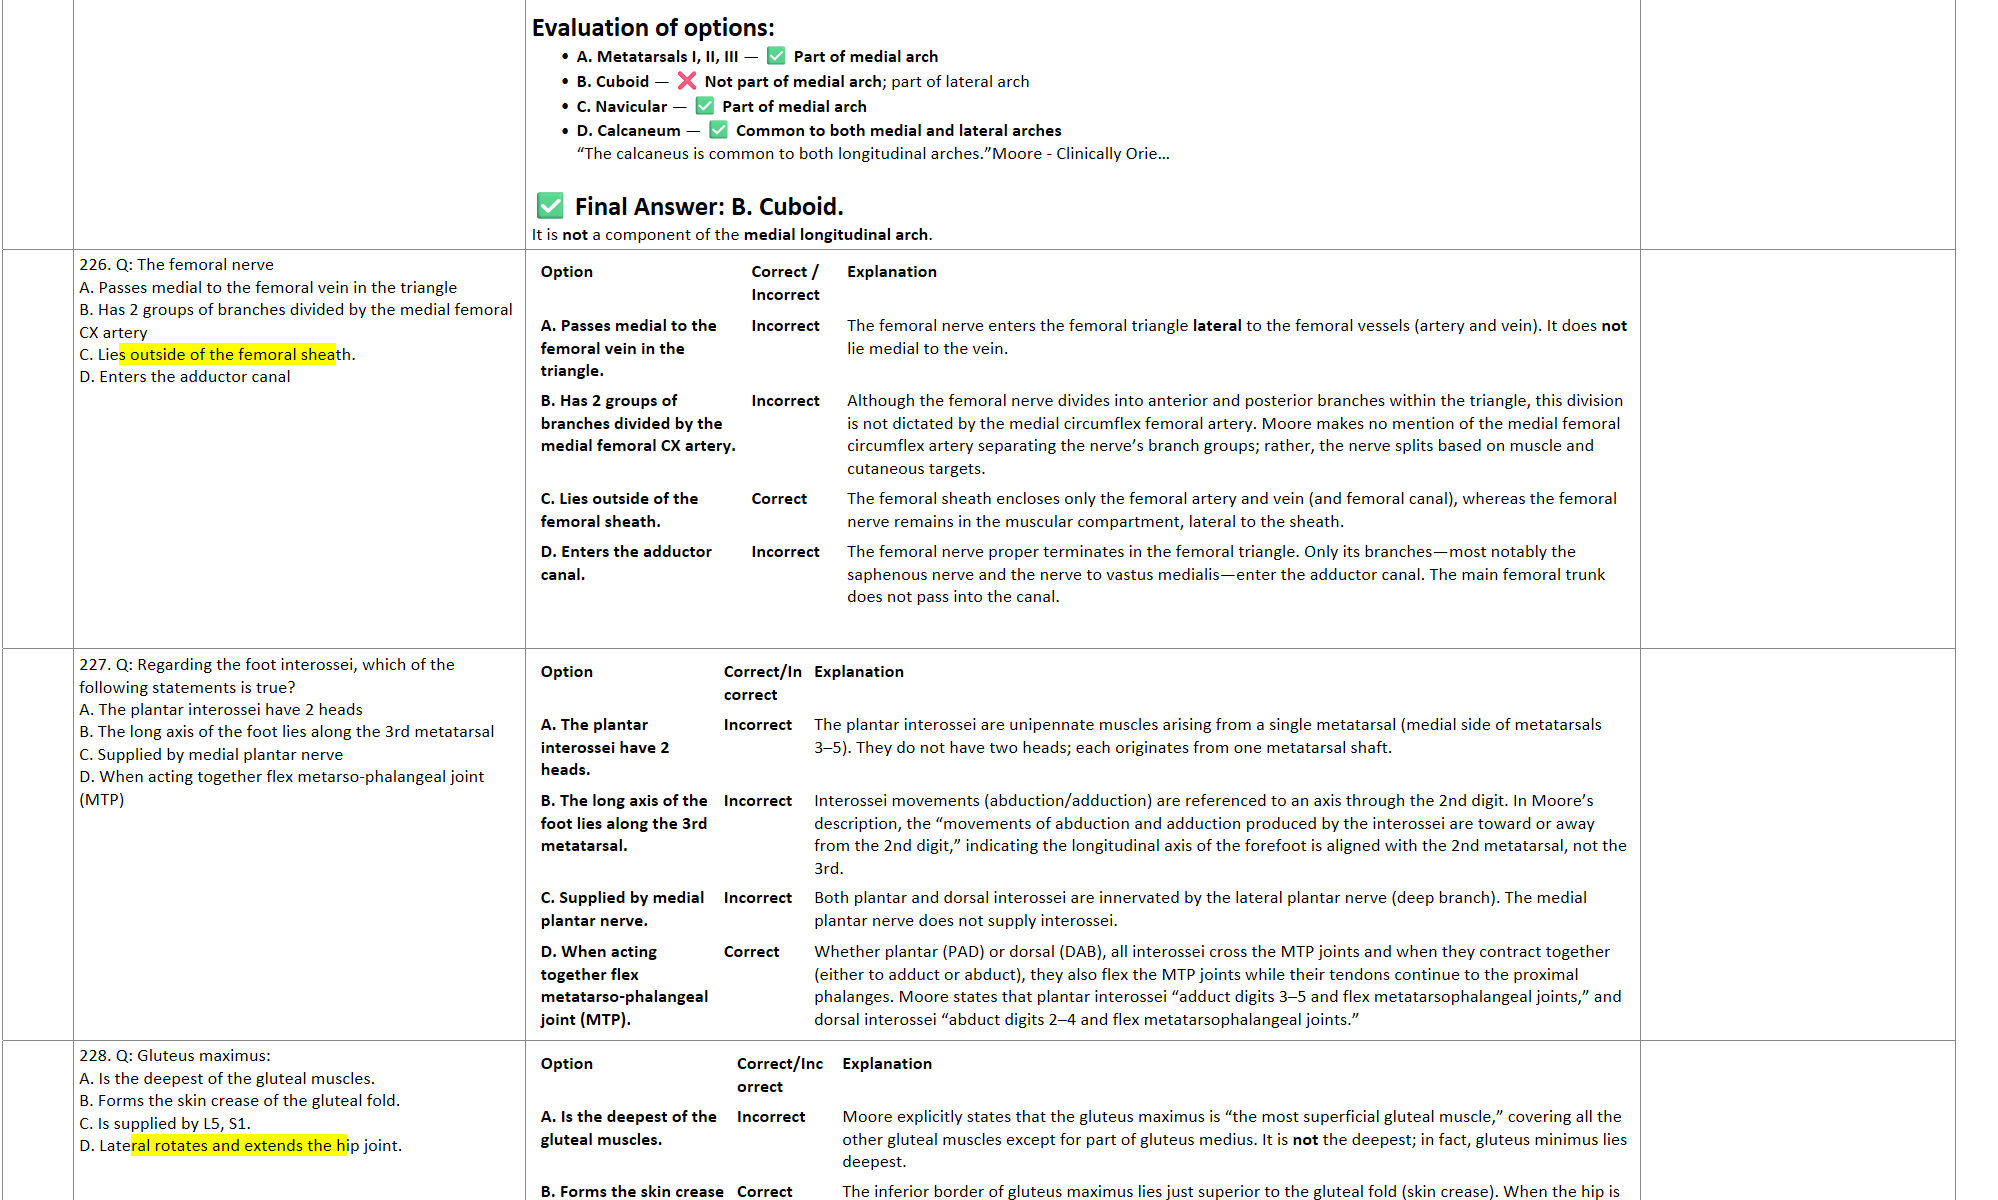 Evaluation of options:
• A. Metatarsals I, II, III — ✅ Part of medial arch
• B. Cuboid — ❌ Not part of medial arch; part of lateral arch
• C. Navicular — ✅ Part of medial arch
• D. Calcaneum — ✅ Common to both medial and lateral arches
“The calcaneus is common to both longitudinal arches.”Moore - Clinically Orie...
✅ Final Answer: B. Cuboid.
It is not a component of the medial longitudinal arch.
226. Q: The femoral nerve
A. Passes medial to the femoral vein in the triangle
B. Has 2 groups of branches divided by the medial femoral
CX artery
C. Lies outside of the femoral sheath.
D. Enters the adductor canal
Option
Correct /
Incorrect
Explanation
A. Passes medial to the
femoral vein in the
triangle.
Incorrect
The femoral nerve enters the femoral triangle lateral to the femoral vessels (artery and vein). It does not
lie medial to the vein.
B. Has 2 groups of
branches divided by the
medial femoral CX artery.
Incorrect
Although the femoral nerve divides into anterior and posterior branches within the triangle, this division
is not dictated by the medial circumflex femoral artery. Moore makes no mention of the medial femoral
circumflex artery separating the nerve’s branch groups; rather, the nerve splits based on muscle and
cutaneous targets.
C. Lies outside of the
femoral sheath.
Correct
The femoral sheath encloses only the femoral artery and vein (and femoral canal), whereas the femoral
nerve remains in the muscular compartment, lateral to the sheath.
D. Enters the adductor
canal.
Incorrect
The femoral nerve proper terminates in the femoral triangle. Only its branches—most notably the
saphenous nerve and the nerve to vastus medialis—enter the adductor canal. The main femoral trunk
does not pass into the canal.
227. Q: Regarding the foot interossei, which of the
following statements is true?
A. The plantar interossei have 2 heads
B. The long axis of the foot lies along the 3rd metatarsal
C. Supplied by medial plantar nerve
D. When acting together flex metarso-phalangeal joint
(MTP)
Option
Correct/In
correct
Explanation
A. The plantar
interossei have 2
heads.
Incorrect
The plantar interossei are unipennate muscles arising from a single metatarsal (medial side of metatarsals
3–5). They do not have two heads; each originates from one metatarsal shaft.
B. The long axis of the
foot lies along the 3rd
metatarsal.
Incorrect
Interossei movements (abduction/adduction) are referenced to an axis through the 2nd digit. In Moore’s
description, the “movements of abduction and adduction produced by the interossei are toward or away
from the 2nd digit,” indicating the longitudinal axis of the forefoot is aligned with the 2nd metatarsal, not the
3rd.
C. Supplied by medial
plantar nerve.
Incorrect
Both plantar and dorsal interossei are innervated by the lateral plantar nerve (deep branch). The medial
plantar nerve does not supply interossei.
D. When acting
together flex
metatarso-phalangeal
joint (MTP).
Correct
Whether plantar (PAD) or dorsal (DAB), all interossei cross the MTP joints and when they contract together
(either to adduct or abduct), they also flex the MTP joints while their tendons continue to the proximal
phalanges. Moore states that plantar interossei “adduct digits 3–5 and flex metatarsophalangeal joints,” and
dorsal interossei “abduct digits 2–4 and flex metatarsophalangeal joints.”
228. Q: Gluteus maximus:
A. Is the deepest of the gluteal muscles.
B. Forms the skin crease of the gluteal fold.
C. Is supplied by L5, S1.
D. Lateral rotates and extends the hip joint.
Option
Correct/Inc
orrect
Explanation
A. Is the deepest of the
gluteal muscles.
Incorrect
Moore explicitly states that the gluteus maximus is “the most superficial gluteal muscle,” covering all the
other gluteal muscles except for part of gluteus medius. It is not the deepest; in fact, gluteus minimus lies
deepest.
B. Forms the skin crease
Correct
The inferior border of gluteus maximus lies just superior to the gluteal fold (skin crease). When the hip is